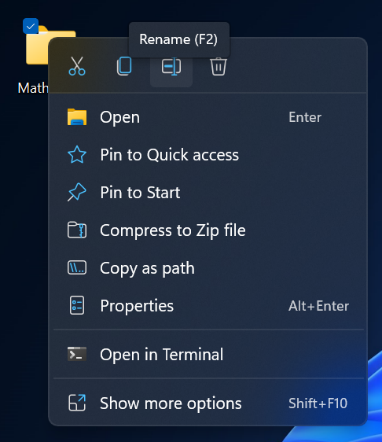 Rename (F2)
Math
Open Enter
Pin to Quick access
Pin to Start
Compress to Zip file
Copy as path
Properties Alt+Enter
Open in Terminal
Show more options Shift+F10